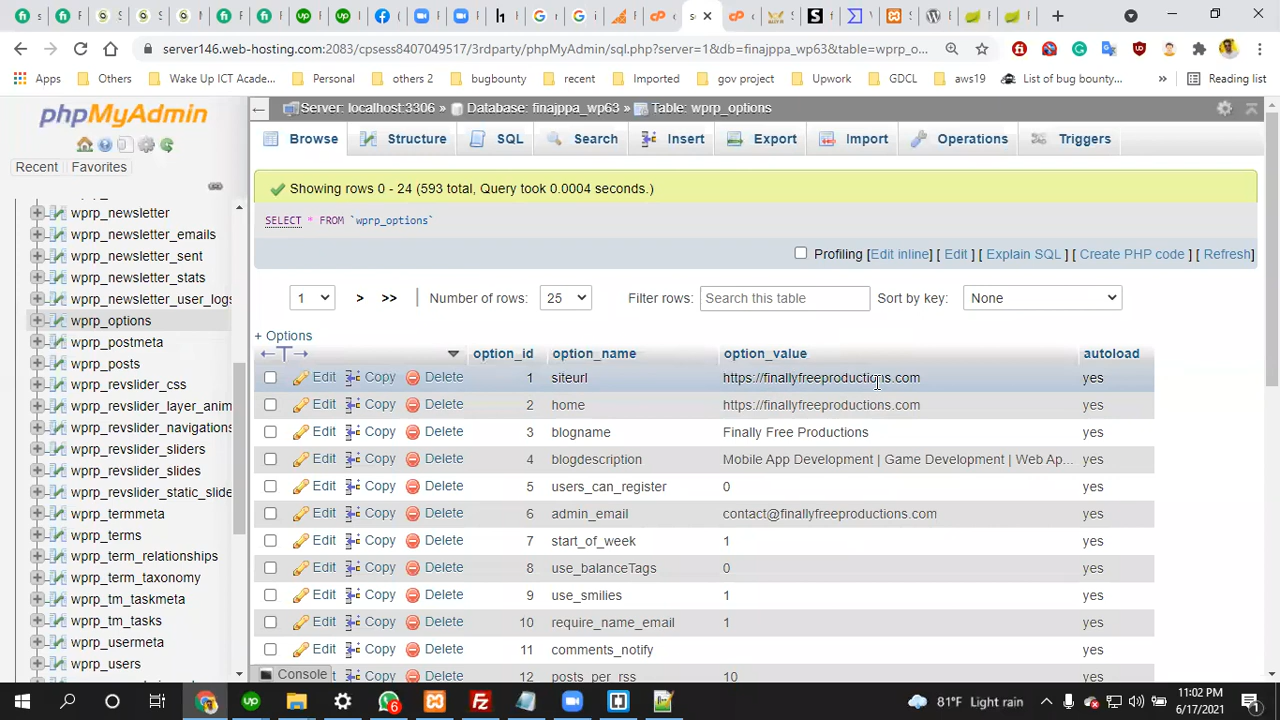 server146.web-hosting.com:2083/cpsess8407049517/3rdparty/phpMyAdmin/sql.php?server=1&db=finajppa_wp63&table=wprp_o...
Apps
Others
Wake Up ICT Acade...
Personal
others 2
bugbounty
recent
Imported
gov project
Upwork
GDCL
aws19
List of bug bounty...
»
Reading list
phpMyAdmin
Recent
Favorites
wprp_newsletter
wprp_newsletter_emails
wprp_newsletter_sent
wprp_newsletter_stats
wprp_newsletter_user_logs
wprp_options
wprp_postmeta
wprp_posts
wprp_revslider_css
wprp_revslider_layer_anim
wprp_revslider_navigations
wprp_revslider_sliders
wprp_revslider_slides
wprp_revslider_static_slide
wprp_termmeta
wprp_terms
wprp_term_relationships
wprp_term_taxonomy
wprp_tm_taskmeta
wprp_tm_tasks
wprp_usermeta
wprp_users
Server: localhost:3306 » Database: finajppa_wp63 » Table: wprp_options
Browse Structure SQL Search Insert Export Import Operations Triggers
Showing rows 0 - 24 (593 total, Query took 0.0004 seconds.)
SELECT * FROM `wprp_options`
Profiling [Edit inline] [ Edit ] [ Explain SQL ] [ Create PHP code ] [ Refresh]
1 > >> Number of rows: 25 Filter rows: Search this table Sort by key: None
+ Options
←T→ option_id option_name option_value autoload
Edit Copy Delete 1 siteurl https://finallyfreeproductions.com yes
Edit Copy Delete 2 home https://finallyfreeproductions.com yes
Edit Copy Delete 3 blogname Finally Free Productions yes
Edit Copy Delete 4 blogdescription Mobile App Development | Game Development | Web Ap... yes
Edit Copy Delete 5 users_can_register 0 yes
Edit Copy Delete 6 admin_email contact@finallyfreeproductions.com yes
Edit Copy Delete 7 start_of_week 1 yes
Edit Copy Delete 8 use_balanceTags 0 yes
Edit Copy Delete 9 use_smilies 1 yes
Edit Copy Delete 10 require_name_email 1 yes
Edit Copy Delete 11 comments_notify yes
Edit Copy Delete 12 posts_per_rss 10 yes
Console
81°F Light rain
11:02 PM
6/17/2021